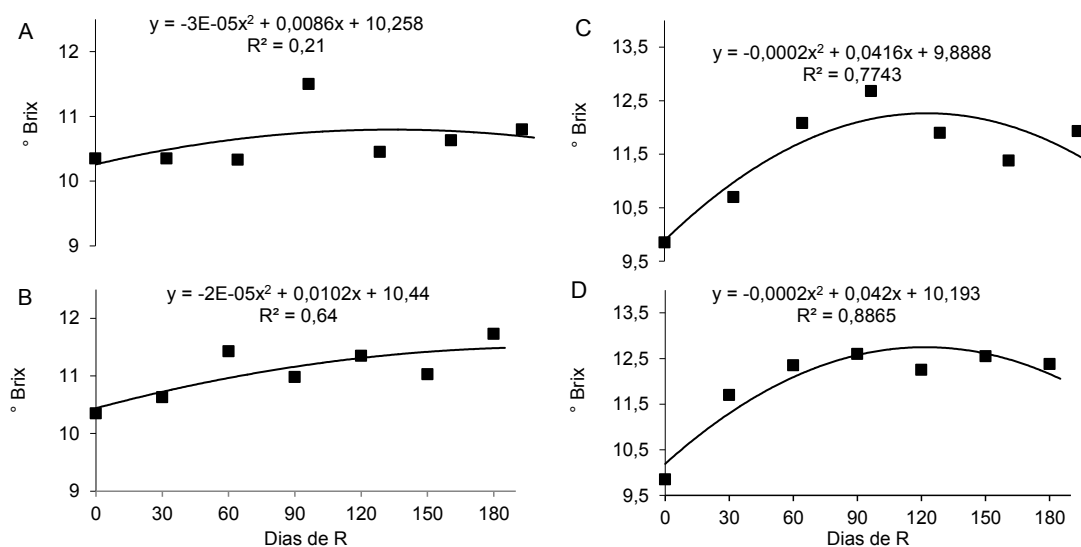 A
y = -3E-05x² + 0,0086x + 10,258
R² = 0,21
° Brix
12
11
10
9
B
y = -2E-05x² + 0,0102x + 10,44
R² = 0,64
° Brix
12
11
10
9
0 30 60 90 120 150 180
Dias de R
C
y = -0,0002x² + 0,0416x + 9,8888
R² = 0,7743
° Brix
13,5
12,5
11,5
10,5
9,5
D
y = -0,0002x² + 0,042x + 10,193
R² = 0,8865
° Brix
13,5
12,5
11,5
10,5
9,5
0 30 60 90 120 150 180
Dias de R